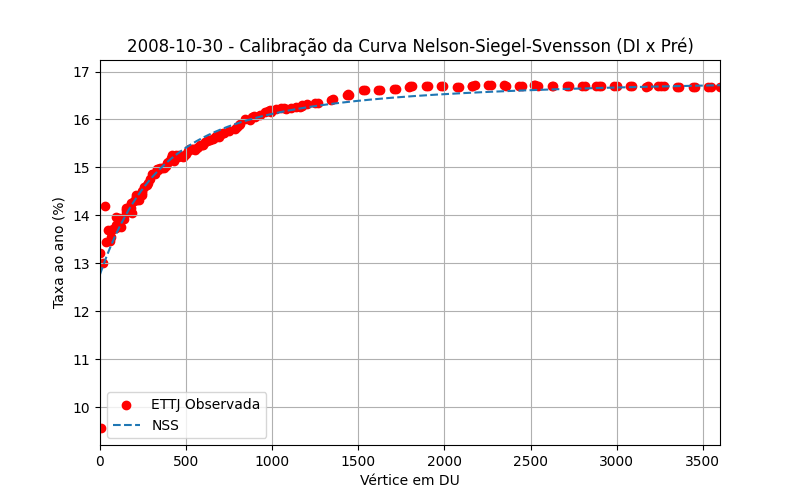 2008-10-30 - Calibração da Curva Nelson-Siegel-Svensson (DI x Pré)
Taxa ao ano (%)
17
16
15
14
13
12
11
10
ETTJ Observada
NSS
0 500 1000 1500 2000 2500 3000 3500
Vértice em DU